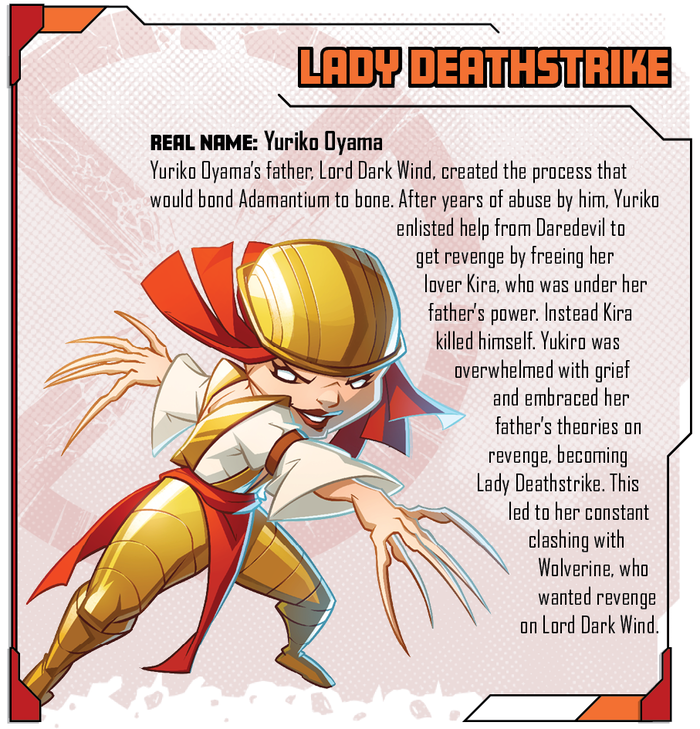 LADY DEATHSTRIKE
REAL NAME: Yuriko Oyama
Yuriko Oyama's father, Lord Dark Wind, created the process that
would bond Adamantium to bone. After years of abuse by him, Yuriko
enlisted help from Daredevil to
get revenge by freeing her
lover Kira, who was under her
father's power. Instead Kira
killed himself. Yukiro was
overwhelmed with grief
and embraced her
father's theories on
revenge, becoming
Lady Deathstrike. This
led to her constant
clashing with
Wolverine, who
wanted revenge
on Lord Dark Wind.